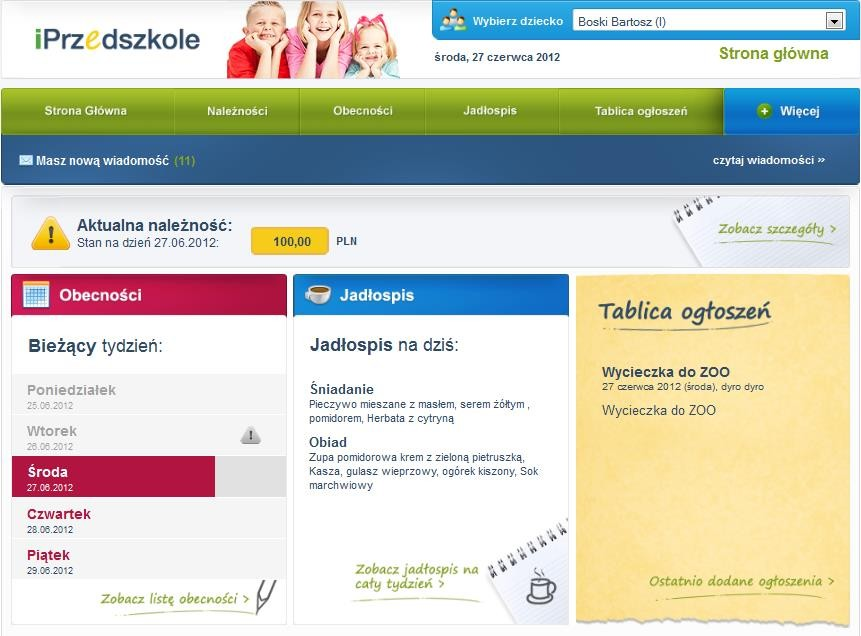 iPrzedszkole
Wybierz dziecko
Boski Bartosz (I)
środa, 27 czerwca 2012
Strona główna
Strona Główna
Należności
Obecności
Jadłospis
Tablica ogłoszeń
Więcej
Masz nową wiadomość (11)
czytaj wiadomości »
Aktualna należność:
Stan na dzień 27.06.2012:
100,00 PLN
Zobacz szczegóły >
Obecności
Bieżący tydzień:
Poniedziałek
25.06.2012
Wtorek
26.06.2012
Środa
27.06.2012
Czwartek
28.06.2012
Piątek
29.06.2012
Zobacz listę obecności >
Jadłospis
Jadłospis na dziś:
Śniadanie
Pieczywo mieszane z masłem, serem żółtym ,
pomidorem, Herbata z cytryną
Obiad
Zupa pomidorowa krem z zieloną pietruszką,
Kasza, gulasz wieprzowy, ogórek kiszony, Sok
marchwiowy
Zobacz jadłospis na
cały tydzień >
Tablica ogłoszeń
Wycieczka do ZOO
27 czerwca 2012 (środa), dyro dyro
Wycieczka do ZOO
Ostatnio dodane ogłoszenia >